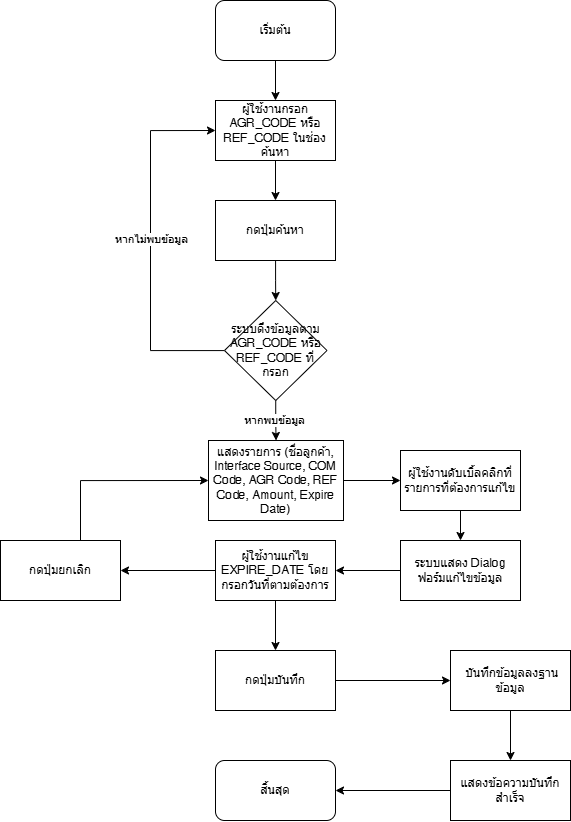 เริ่มต้น
ผู้ใช้งานกรอก
AGR_CODE หรือ
REF_CODE ในช่อง
ค้นหา
กดปุ่มค้นหา
หากไม่พบข้อมูล
ระบบดึงข้อมูลตาม
AGR_CODE หรือ
REF_CODE ที่
กรอก
หากพบข้อมูล
แสดงรายการ (ชื่อลูกค้า,
Interface Source, COM
Code, AGR Code, REF
Code, Amount, Expire
Date)
ผู้ใช้งานดับเบิ้ลคลิกที่
รายการที่ต้องการแก้ไข
กดปุ่มยกเลิก
ผู้ใช้งานแก้ไข
EXPIRE_DATE โดย
กรอกวันที่ตามต้องการ
ระบบแสดง Dialog
ฟอร์มแก้ไขข้อมูล
กดปุ่มบันทึก
บันทึกข้อมูลลงฐาน
ข้อมูล
สิ้นสุด
แสดงข้อความบันทึก
สำเร็จ